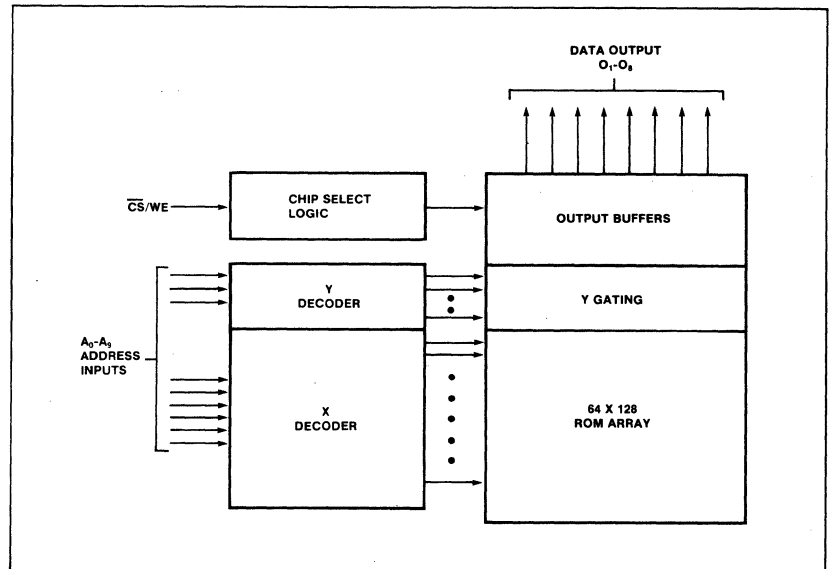 DATA OUTPUT
O₁-O₈
C̅S̅/WE
CHIP SELECT
LOGIC
OUTPUT BUFFERS
Y
DECODER
Y GATING
A₀-A₉
ADDRESS
INPUTS
X
DECODER
64 X 128
ROM ARRAY